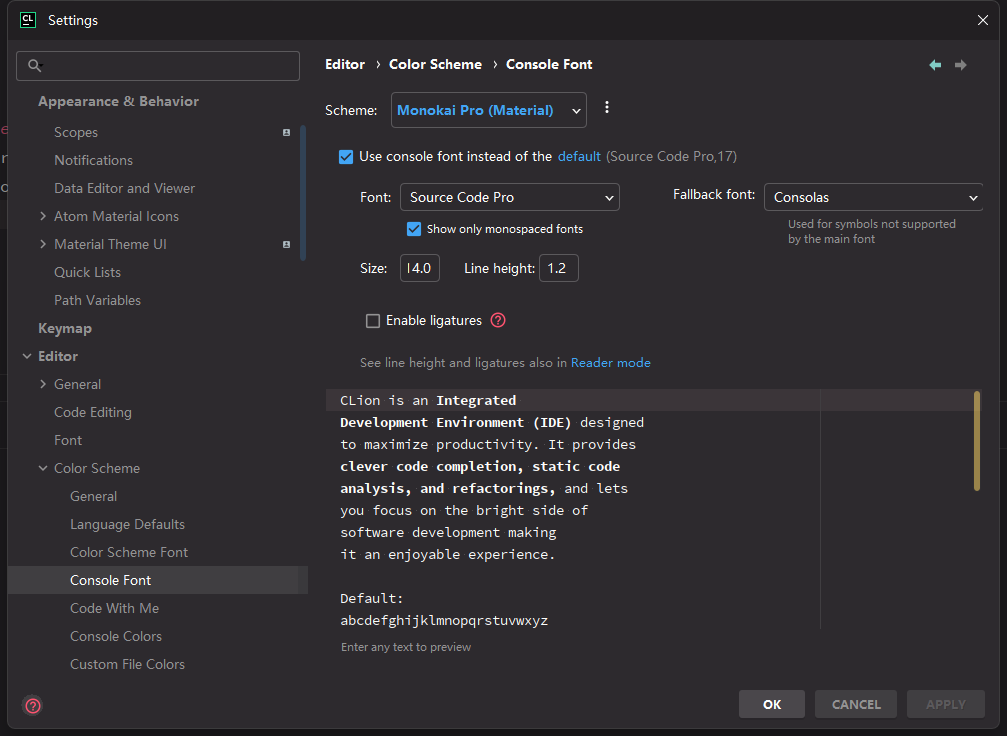 CL Settings
Appearance & Behavior
Scopes
Notifications
Data Editor and Viewer
Atom Material Icons
Material Theme UI
Quick Lists
Path Variables
Keymap
Editor
General
Code Editing
Font
Color Scheme
General
Language Defaults
Color Scheme Font
Console Font
Code With Me
Console Colors
Custom File Colors
Editor › Color Scheme › Console Font
Scheme: Monokai Pro (Material)
Use console font instead of the default (Source Code Pro,17)
Font: Source Code Pro
Fallback font: Consolas
Show only monospaced fonts
Used for symbols not supported
by the main font
Size: 14.0 Line height: 1.2
Enable ligatures ?
See line height and ligatures also in Reader mode
CLion is an Integrated
Development Environment (IDE) designed
to maximize productivity. It provides
clever code completion, static code
analysis, and refactorings, and lets
you focus on the bright side of
software development making
it an enjoyable experience.
Default:
abcdefghijklmnopqrstuvwxyz
Enter any text to preview
?
OK CANCEL APPLY